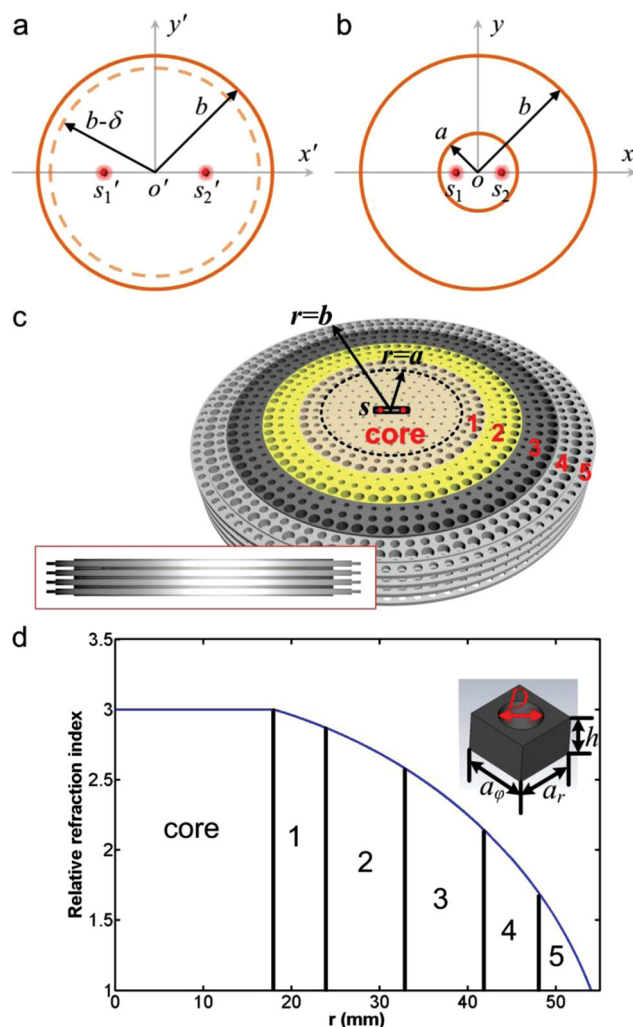 a
y′
b-δ
b
x′
s₁′
o′
s₂′
b
y
a
b
x
s₁
o
s₂
c
r=b
r=a
s
core
1
2
3
4
5
d
3.5
3
2.5
2
1.5
1
Relative refraction index
core
1
2
3
4
5
D
h
aφ
aᵣ
0
10
20
30
40
50
r (mm)